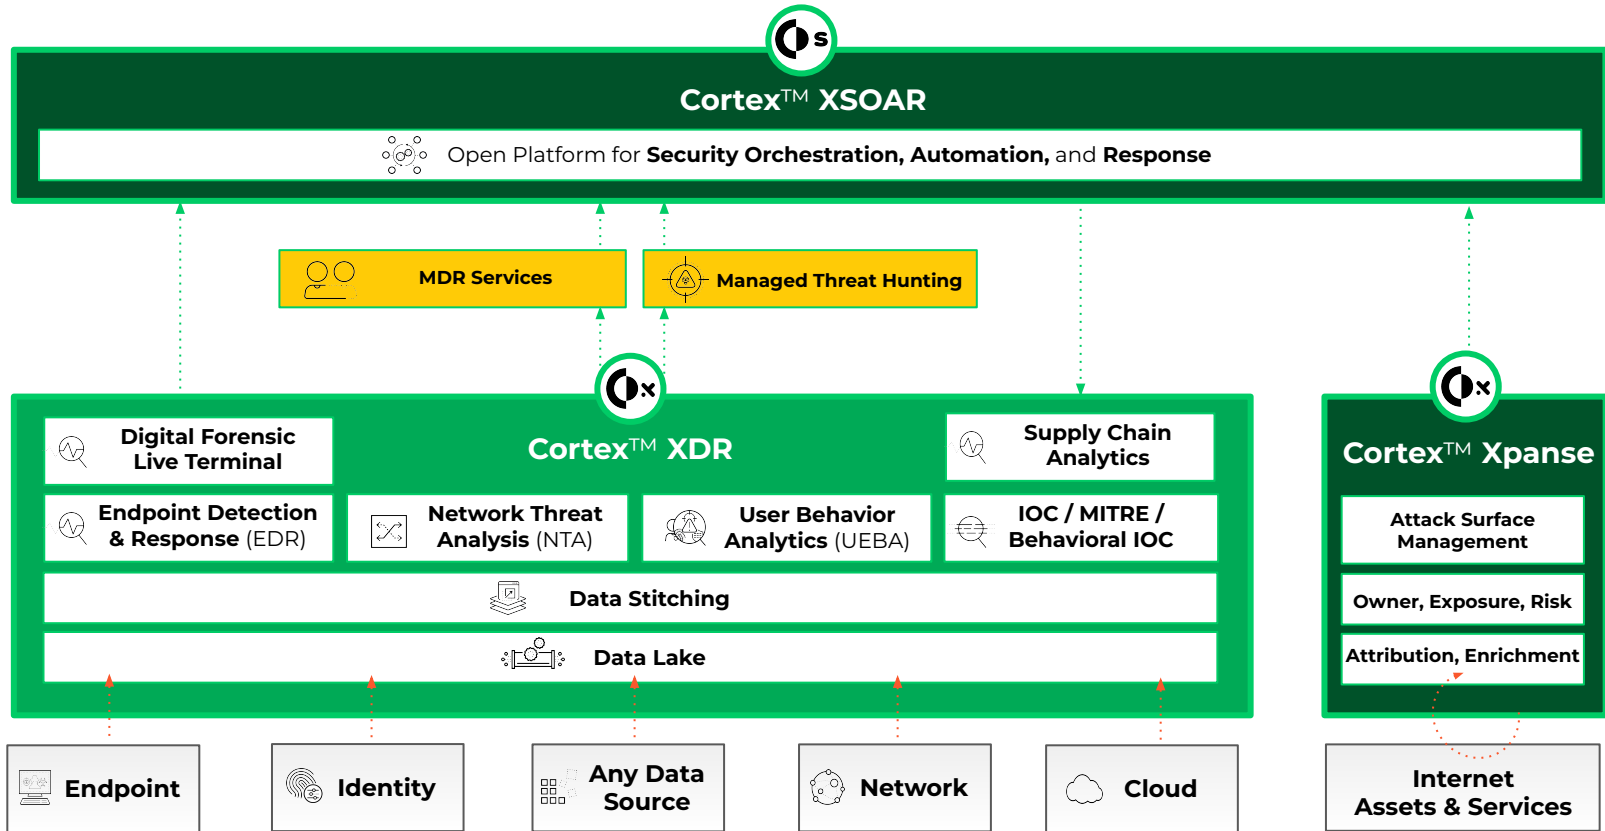 S
Cortex™ XSOAR
Open Platform for Security Orchestration, Automation, and Response
MDR Services
Managed Threat Hunting
x
x
Digital Forensic
Live Terminal
Cortex™ XDR
Supply Chain
Analytics
Endpoint Detection
& Response (EDR)
Network Threat
Analysis (NTA)
User Behavior
Analytics (UEBA)
IOC / MITRE /
Behavioral IOC
Data Stitching
Data Lake
Cortex™ Xpanse
Attack Surface
Management
Owner, Exposure, Risk
Attribution, Enrichment
Endpoint
Identity
Any Data
Source
Network
Cloud
Internet
Assets & Services